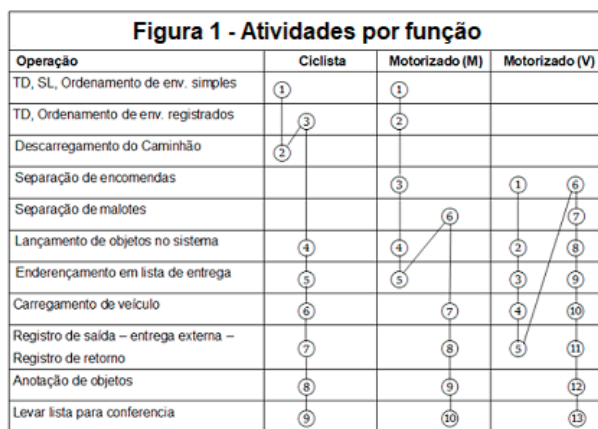 Figura 1 - Atividades por função
Operação Ciclista Motorizado (M) Motorizado (V)
TD, SL, Ordenamento de env. simples 1 1
TD, Ordenamento de env. registrados 3 2
Descarregamento do Caminhão 2
Separação de encomendas 3 1 6
Separação de malotes 6 7
Lançamento de objetos no sistema 4 4 2 8
Enderençamento em lista de entrega 5 5 3 9
Carregamento de veículo 6 7 4 10
Registro de saída – entrega externa –
Registro de retorno 7 8 5 11
Anotação de objetos 8 9 12
Levar lista para conferencia 9 10 13